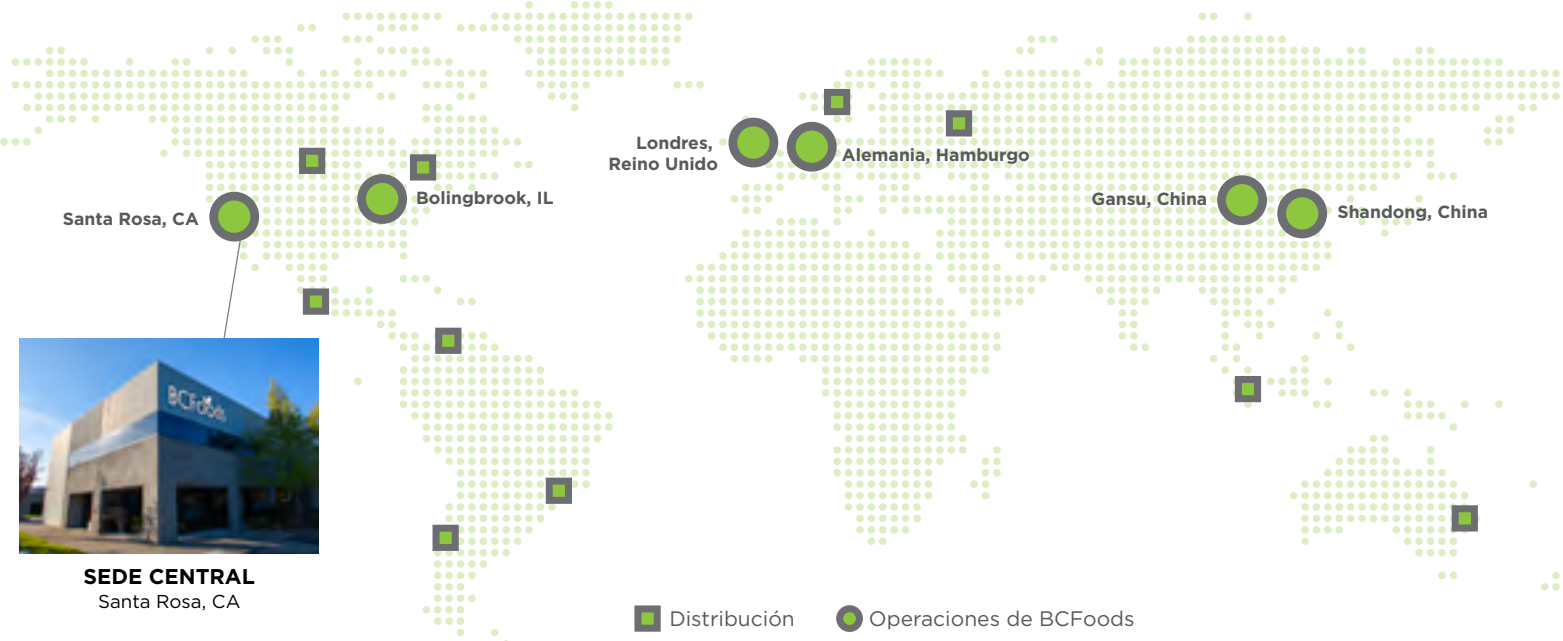 Londres,
Reino Unido
Alemania, Hamburgo
Santa Rosa, CA
Bolingbrook, IL
Gansu, China
Shandong, China
BCFoods
SEDE CENTRAL
Santa Rosa, CA
Distribución
Operaciones de BCFoods